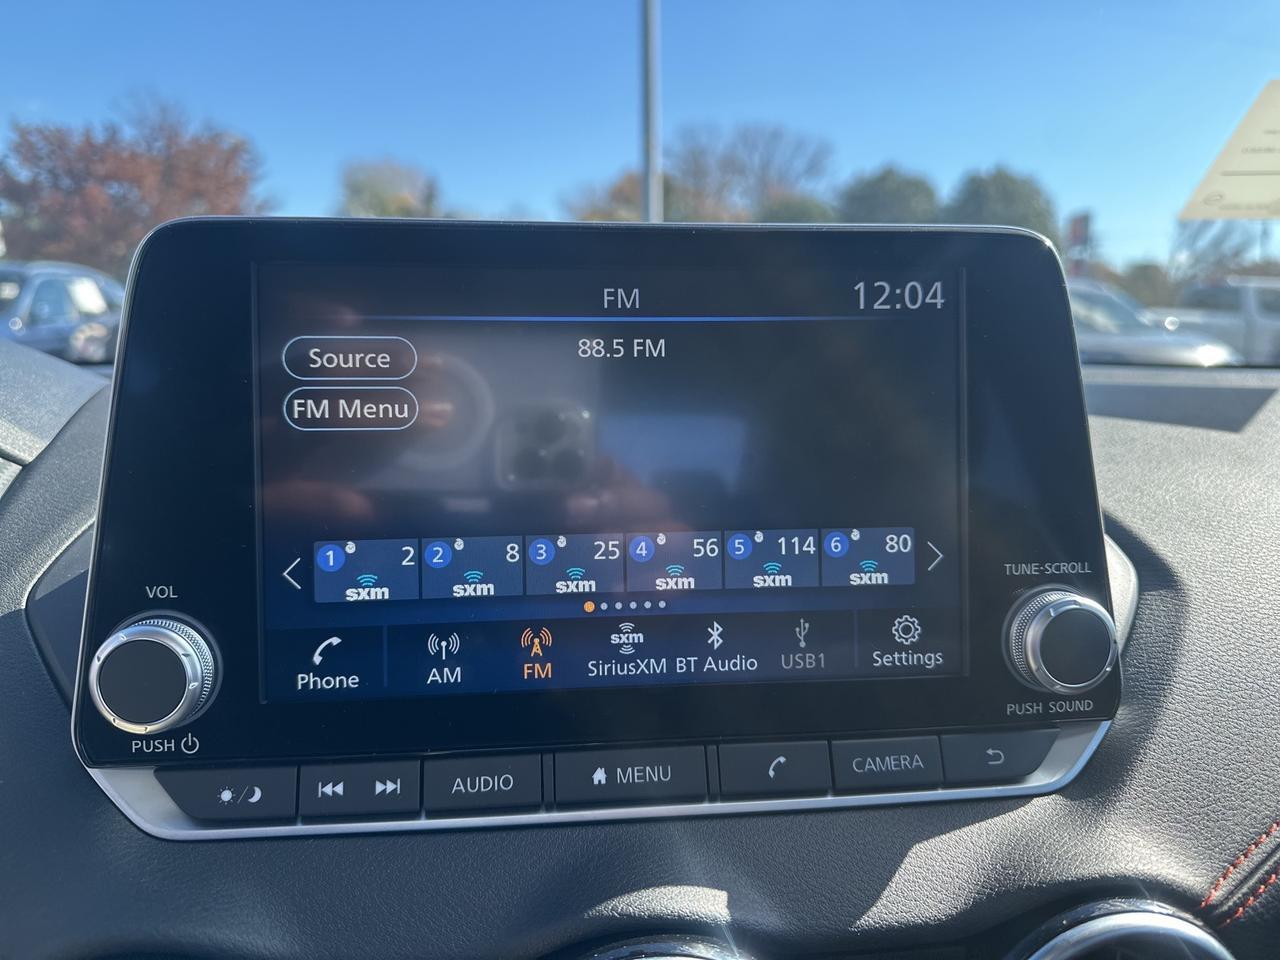 FM
12:04
88.5 FM
Source
FM Menu
1 2 2 8 3 25 4 56 5 114 6 80
sxm sxm sxm sxm sxm sxm
sxm
Phone AM FM SiriusXM BT Audio USB1 Settings
VOL
PUSH
TUNE·SCROLL
PUSH SOUND
AUDIO MENU CAMERA